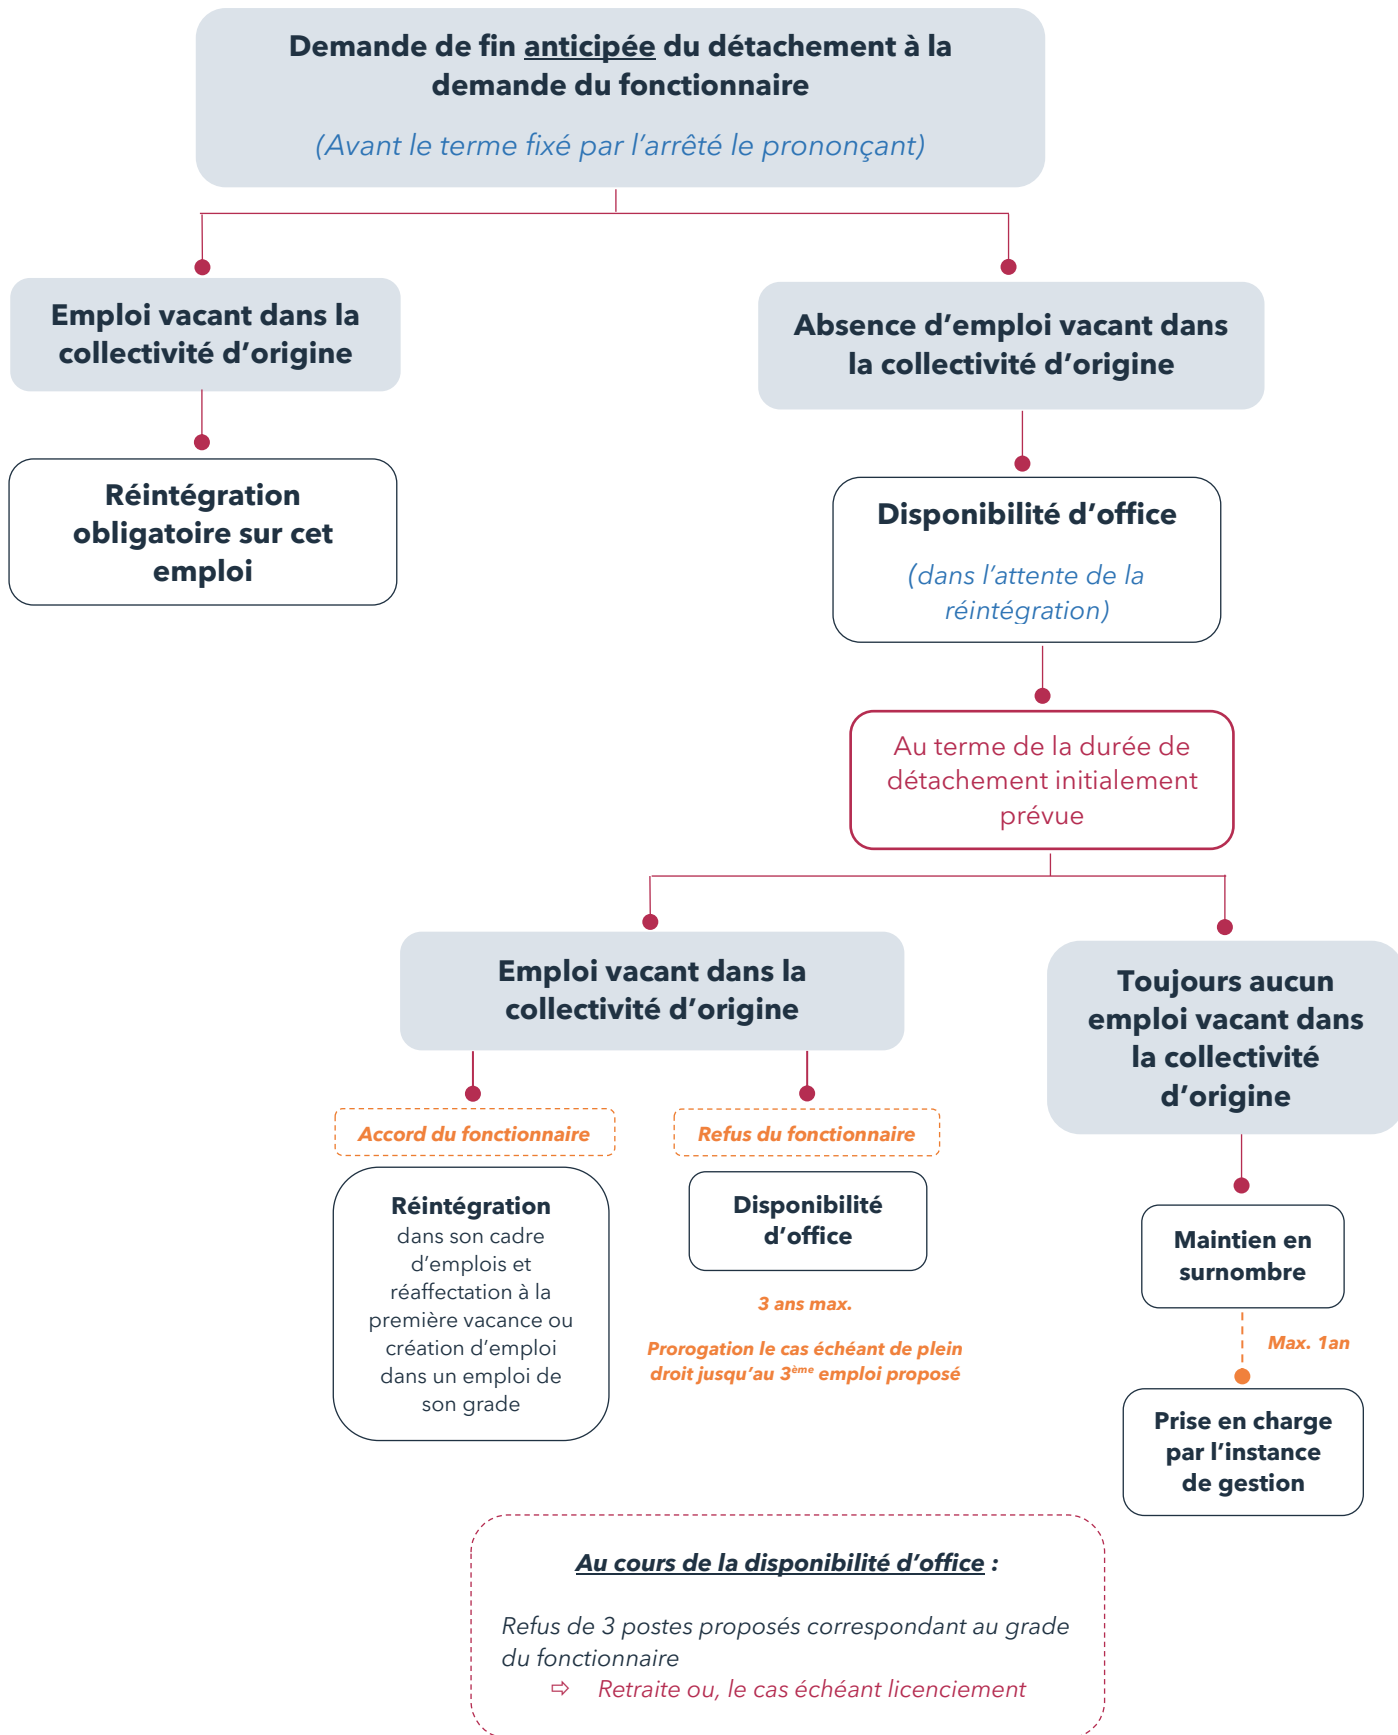 Demande de fin anticipée du détachement à la
demande du fonctionnaire
(Avant le terme fixé par l’arrêté le prononçant)
Emploi vacant dans la
collectivité d’origine
Absence d’emploi vacant dans
la collectivité d’origine
Réintégration
obligatoire sur cet
emploi
Disponibilité d’office
(dans l’attente de la
réintégration)
Au terme de la durée de
détachement initialement
prévue
Emploi vacant dans la
collectivité d’origine
Toujours aucun
emploi vacant dans
la collectivité
d’origine
Accord du fonctionnaire
Refus du fonctionnaire
Réintégration
dans son cadre
d’emplois et
réaffectation à la
première vacance ou
création d’emploi
dans un emploi de
son grade
Disponibilité
d’office
3 ans max.
Prorogation le cas échéant de plein
droit jusqu’au 3ème emploi proposé
Maintien en
surnombre
Max. 1an
Prise en charge
par l’instance
de gestion
Au cours de la disponibilité d’office :
Refus de 3 postes proposés correspondant au grade
du fonctionnaire
⇨ Retraite ou, le cas échéant licenciement